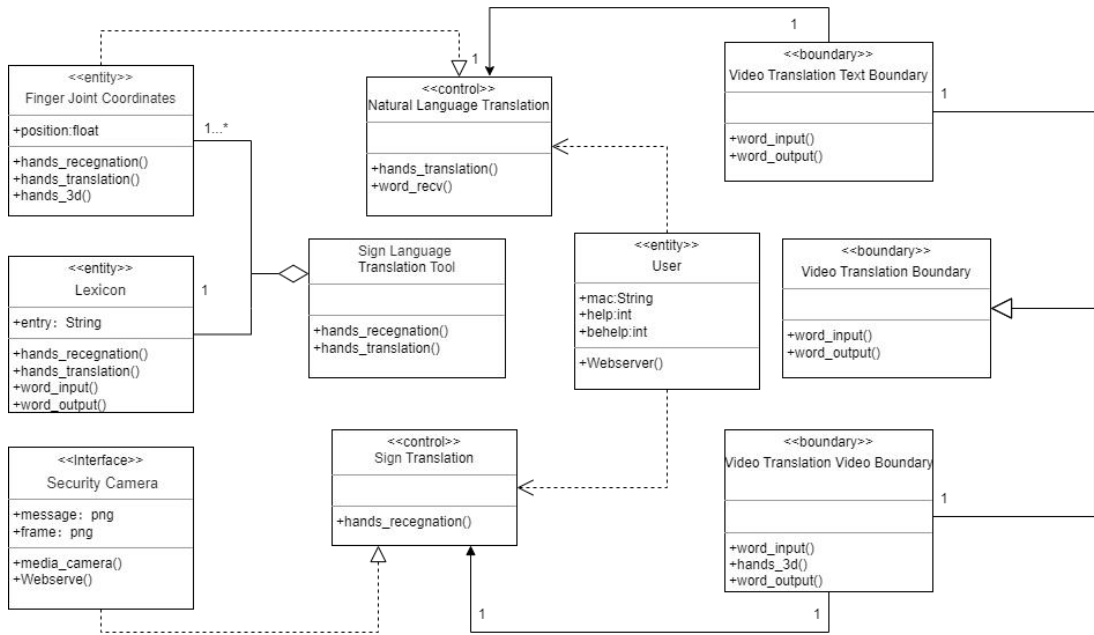 <<entity>>
Finger Joint Coordinates
+position:float
+hands_recegnation()
+hands_translation()
+hands_3d()
1...*
<<entity>>
Lexicon
+entry: String
+hands_recegnation()
+hands_translation()
+word_input()
+word_output()
1
<<Interface>>
Security Camera
+message: png
+frame: png
+media_camera()
+Webserve()
1
<<control>>
Natural Language Translation
+hands_translation()
+word_recv()
Sign Language
Translation Tool
+hands_recegnation()
+hands_translation()
<<control>>
Sign Translation
+hands_recegnation()
1
<<entity>>
User
+mac:String
+help:int
+behelp:int
+Webserver()
1
<<boundary>>
Video Translation Text Boundary
+word_input()
+word_output()
1
<<boundary>>
Video Translation Boundary
+word_input()
+word_output()
<<boundary>>
Video Translation Video Boundary
+word_input()
+hands_3d()
+word_output()
1
1